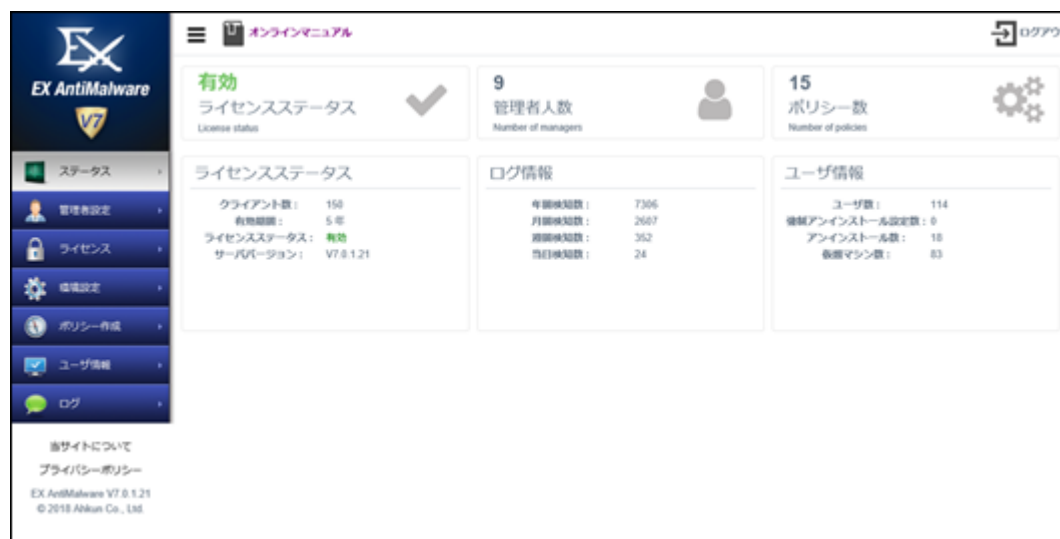 EX
EX AntiMalware
V7
ステータス
管理者設定
ライセンス
環境設定
ポリシー作成
ユーザ情報
ログ
当サイトについて
プライバシーポリシー
EX AntiMalware V7.0.1.21
© 2018 Ahkun Co., Ltd.
オンラインマニュアル
ログアウ
有効
ライセンスステータス
License status
9
管理者人数
Number of managers
15
ポリシー数
Number of policies
ライセンスステータス
クライアント数: 150
有効期間: 5 年
ライセンスステータス: 有効
サーババージョン: V7.0.1.21
ログ情報
年間検知数: 7306
月間検知数: 2607
週間検知数: 352
当日検知数: 24
ユーザ情報
ユーザ数: 114
強制アンインストール設定数: 0
アンインストール数: 18
仮想マシン数: 83